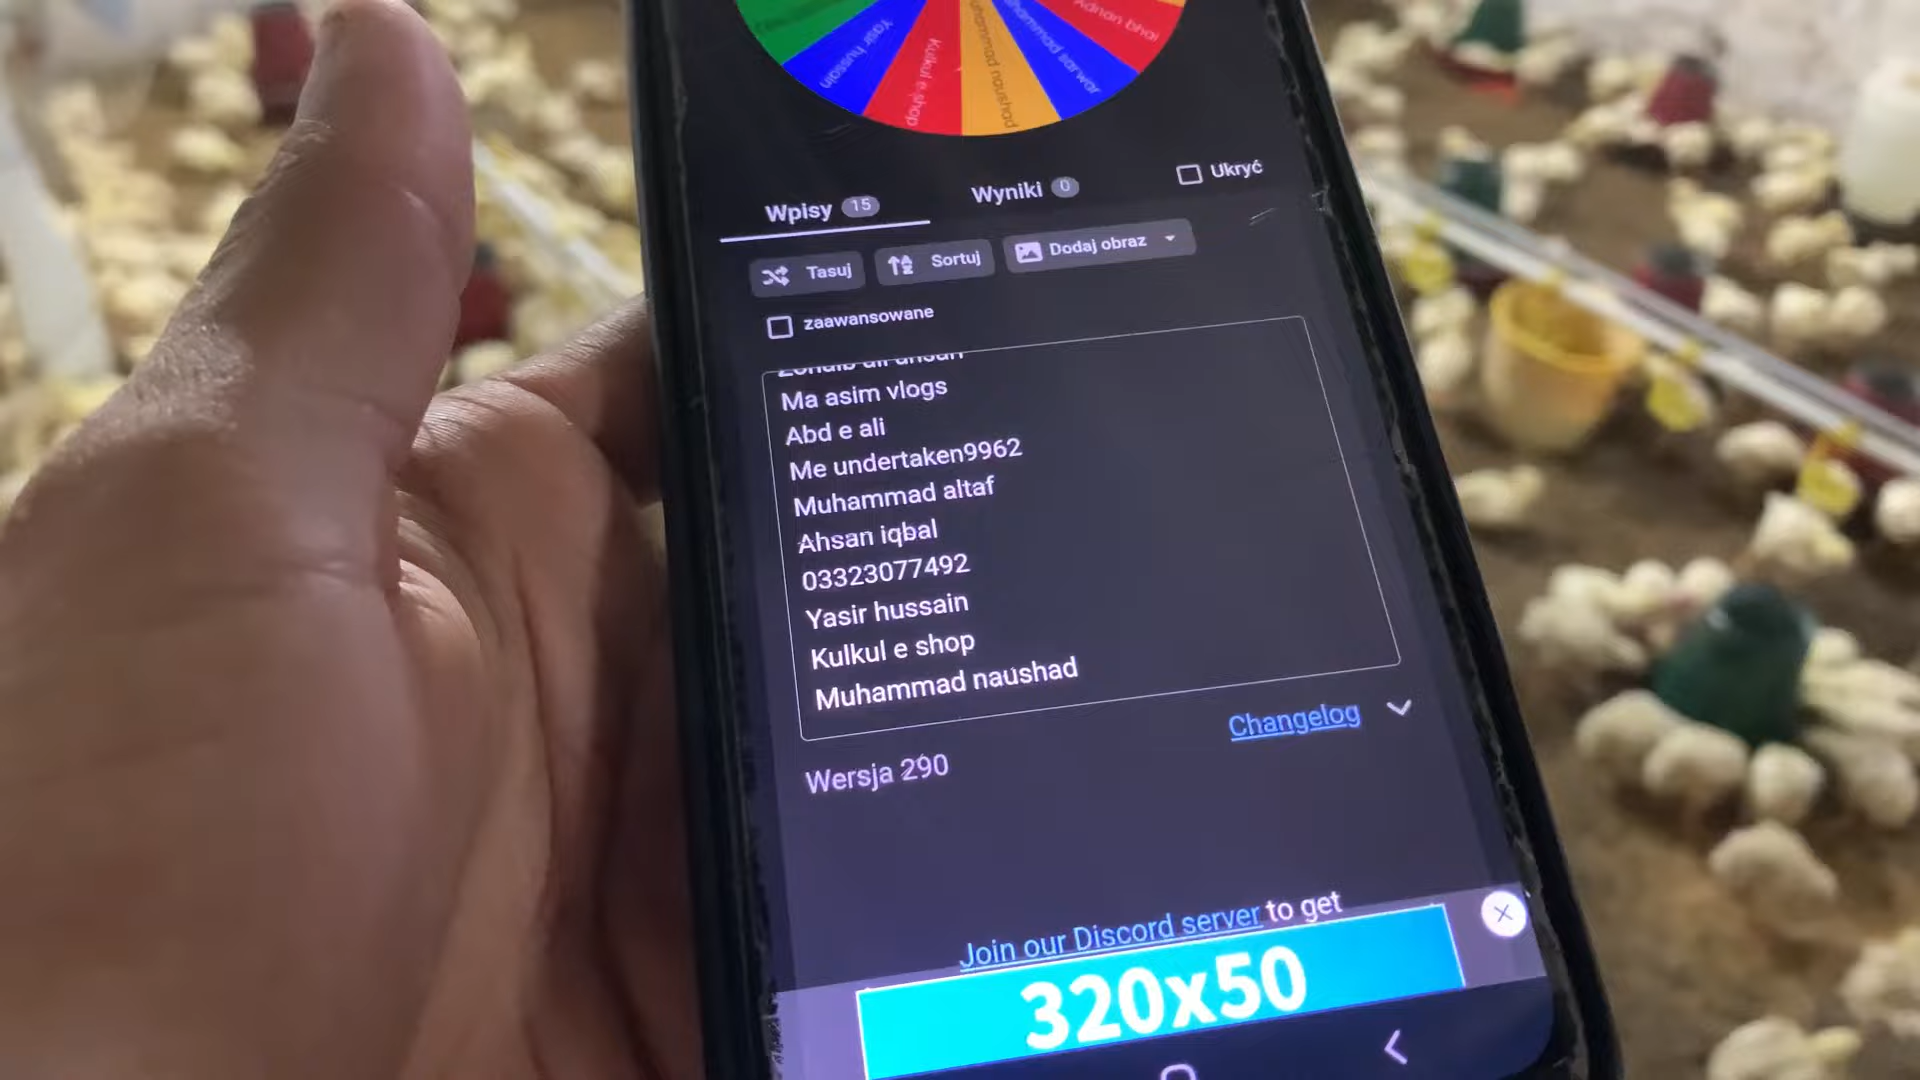 Yasir hussain
Kulkul e shop
Muhammad naushad
Muhammad sarwar
Adnan bhai
Wpisy 15
Wyniki 0
Ukryć
Tasuj
Sortuj
Dodaj obraz
zaawansowane
Ma asim vlogs
Abd e ali
Me undertaken9962
Muhammad altaf
Ahsan iqbal
03323077492
Yasir hussain
Kulkul e shop
Muhammad naushad
Changelog
Wersja 290
Join our Discord server to get
320x50